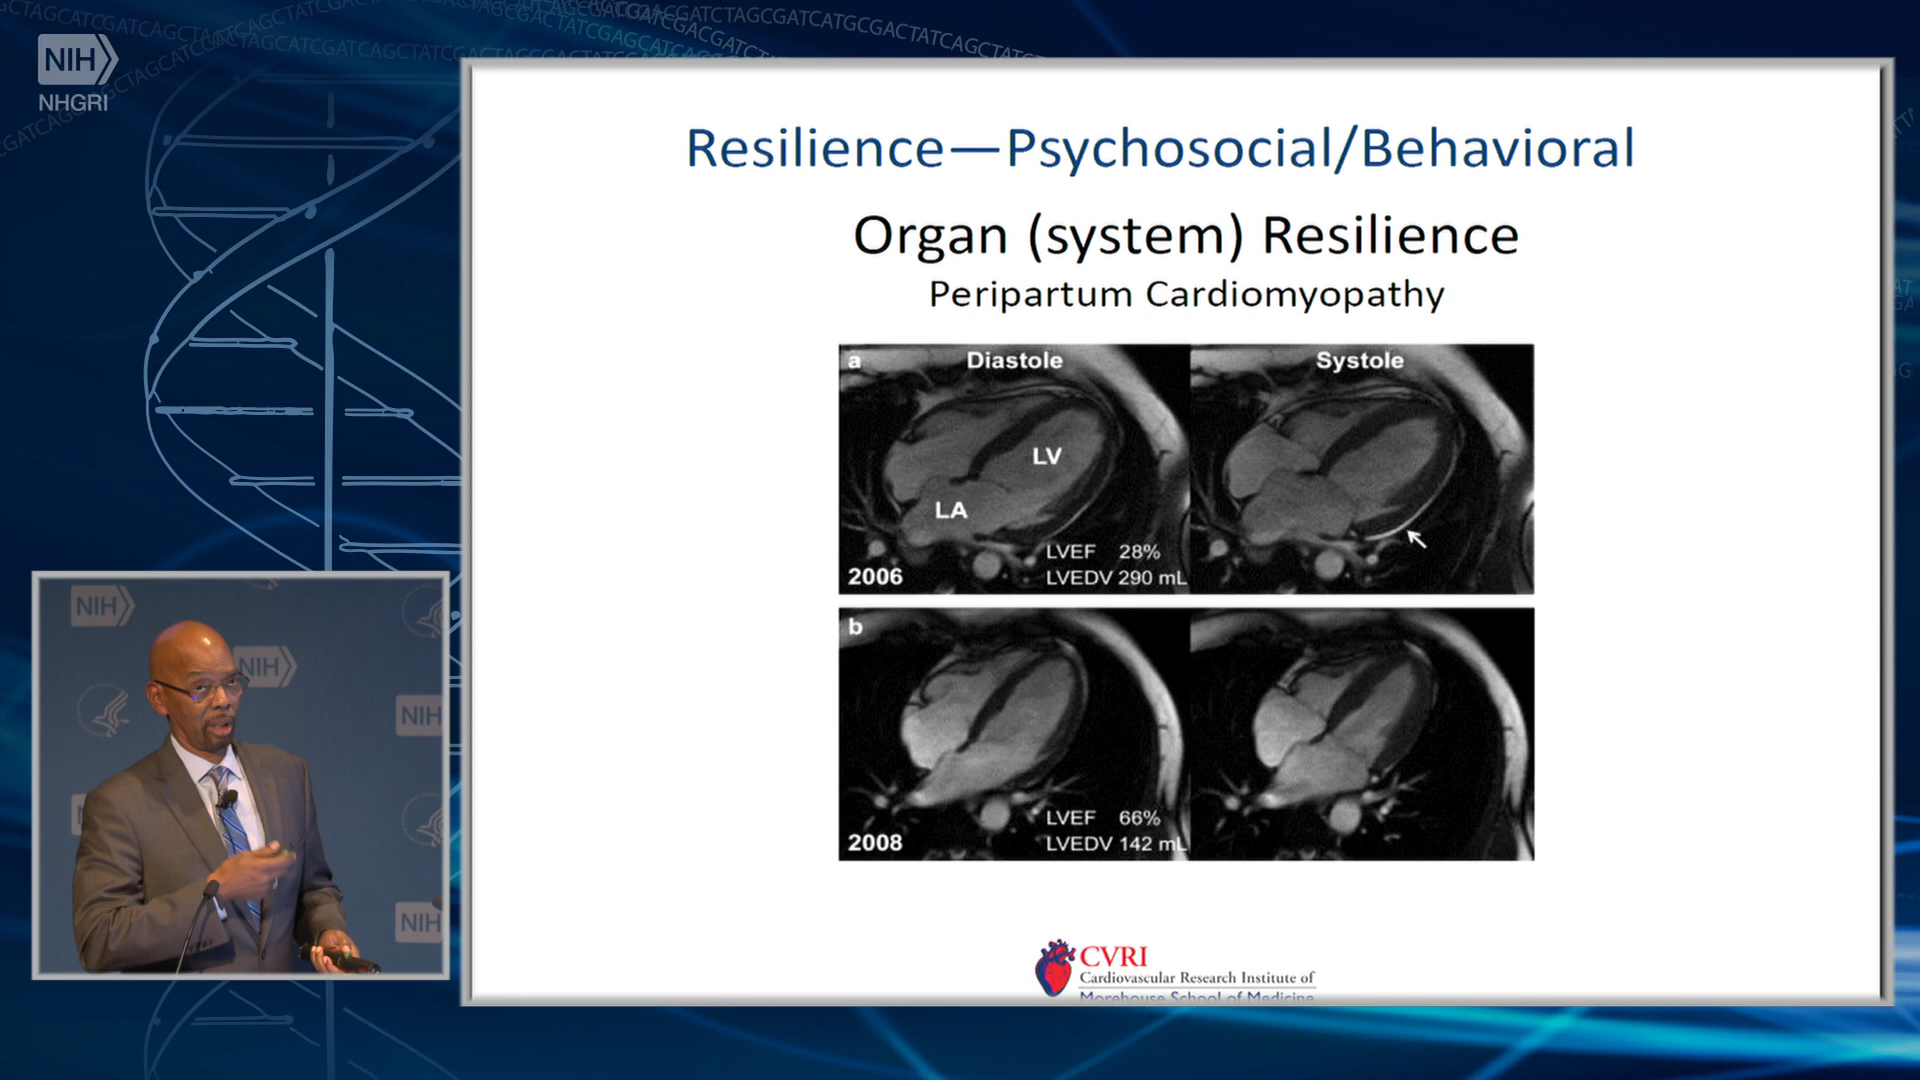 NIH
NHGRI
Resilience—Psychosocial/Behavioral
Organ (system) Resilience
Peripartum Cardiomyopathy
a
Diastole
Systole
LV
LA
LVEF 28%
LVEDV 290 mL
2006
b
LVEF 66%
LVEDV 142 mL
2008
CVRI
Cardiovascular Research Institute of
Morehouse School of Medicine
NIH
NIH
NIH
NIH